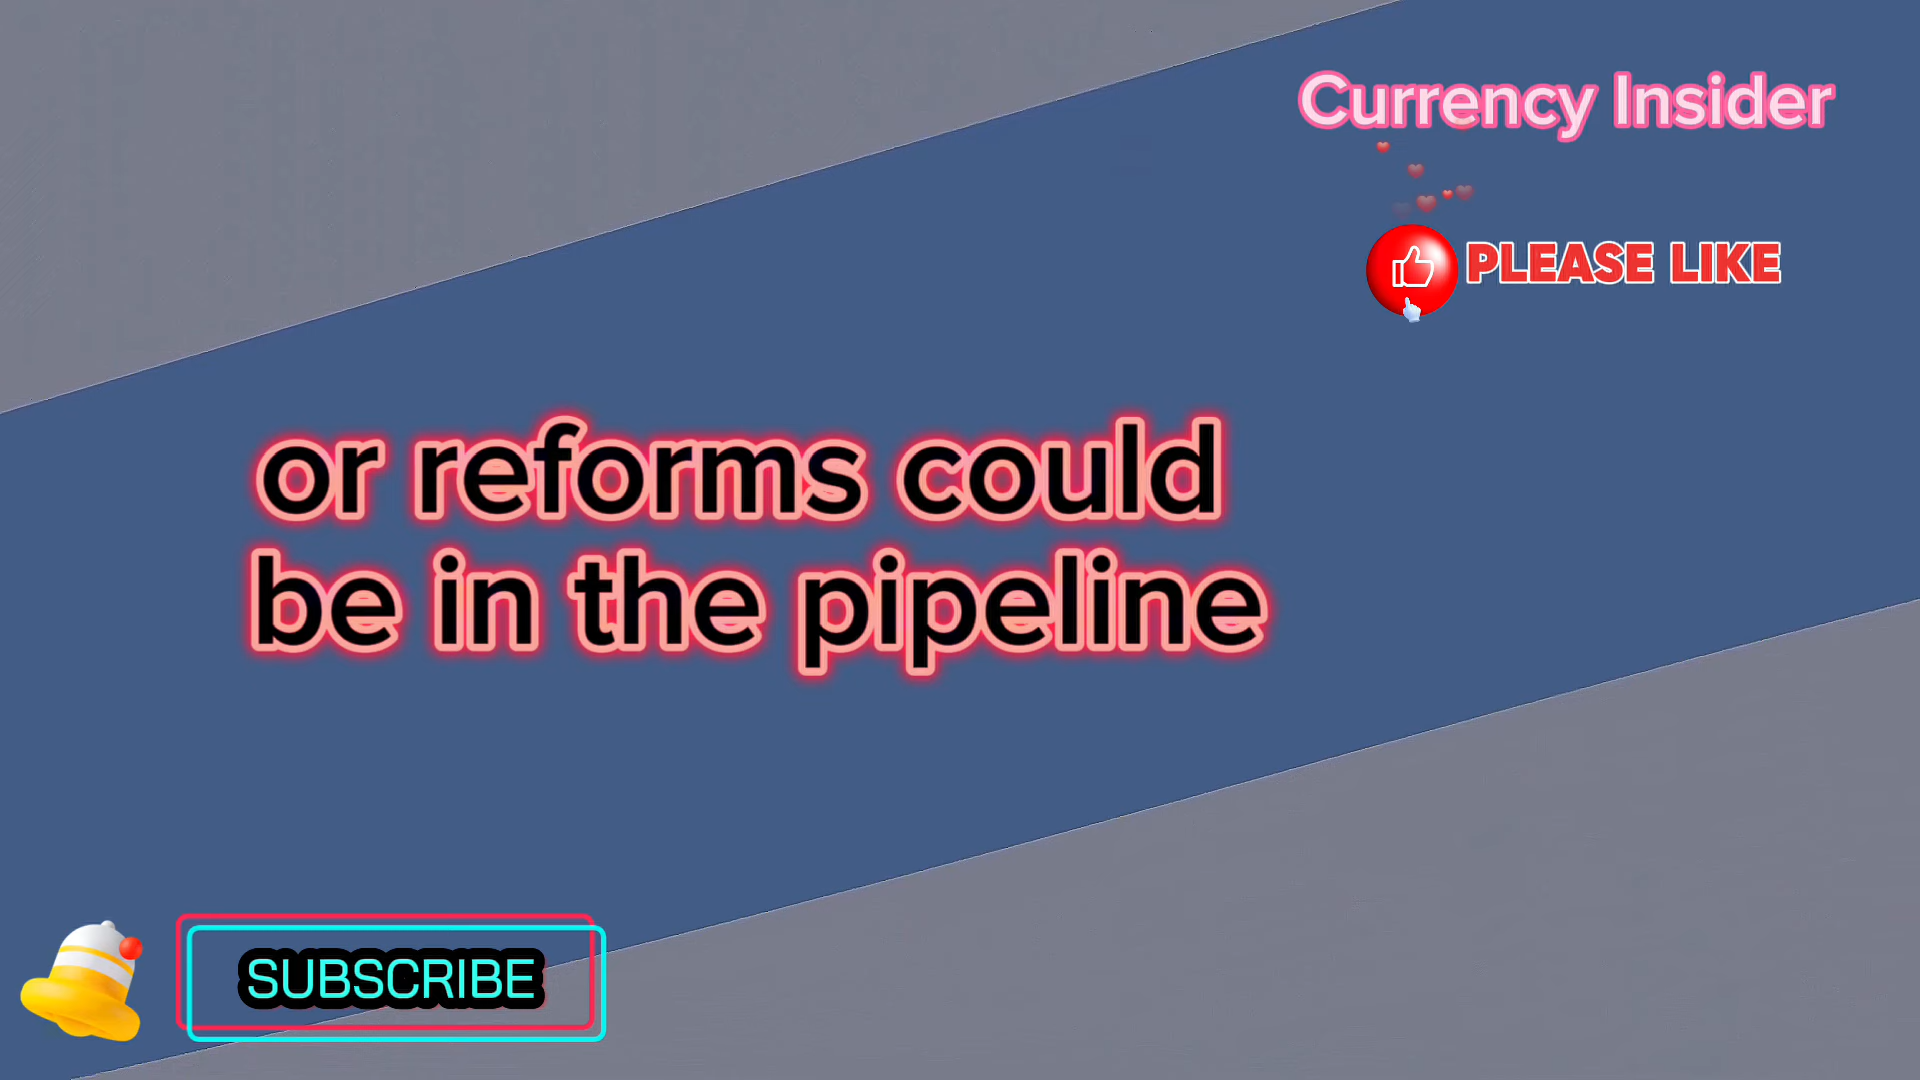 Currency Insider
PLEASE LIKE
or reforms could
be in the pipeline
SUBSCRIBE